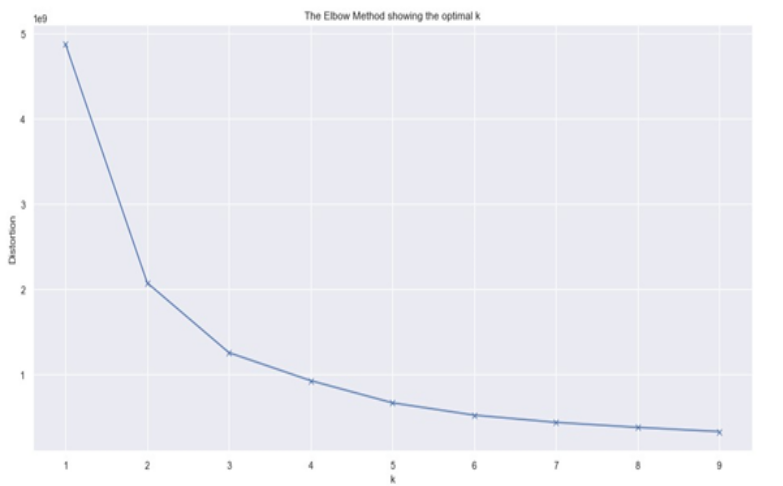 The Elbow Method showing the optimal k
1e9
5
4
3
2
1
Distortion
1 2 3 4 5 6 7 8 9
k